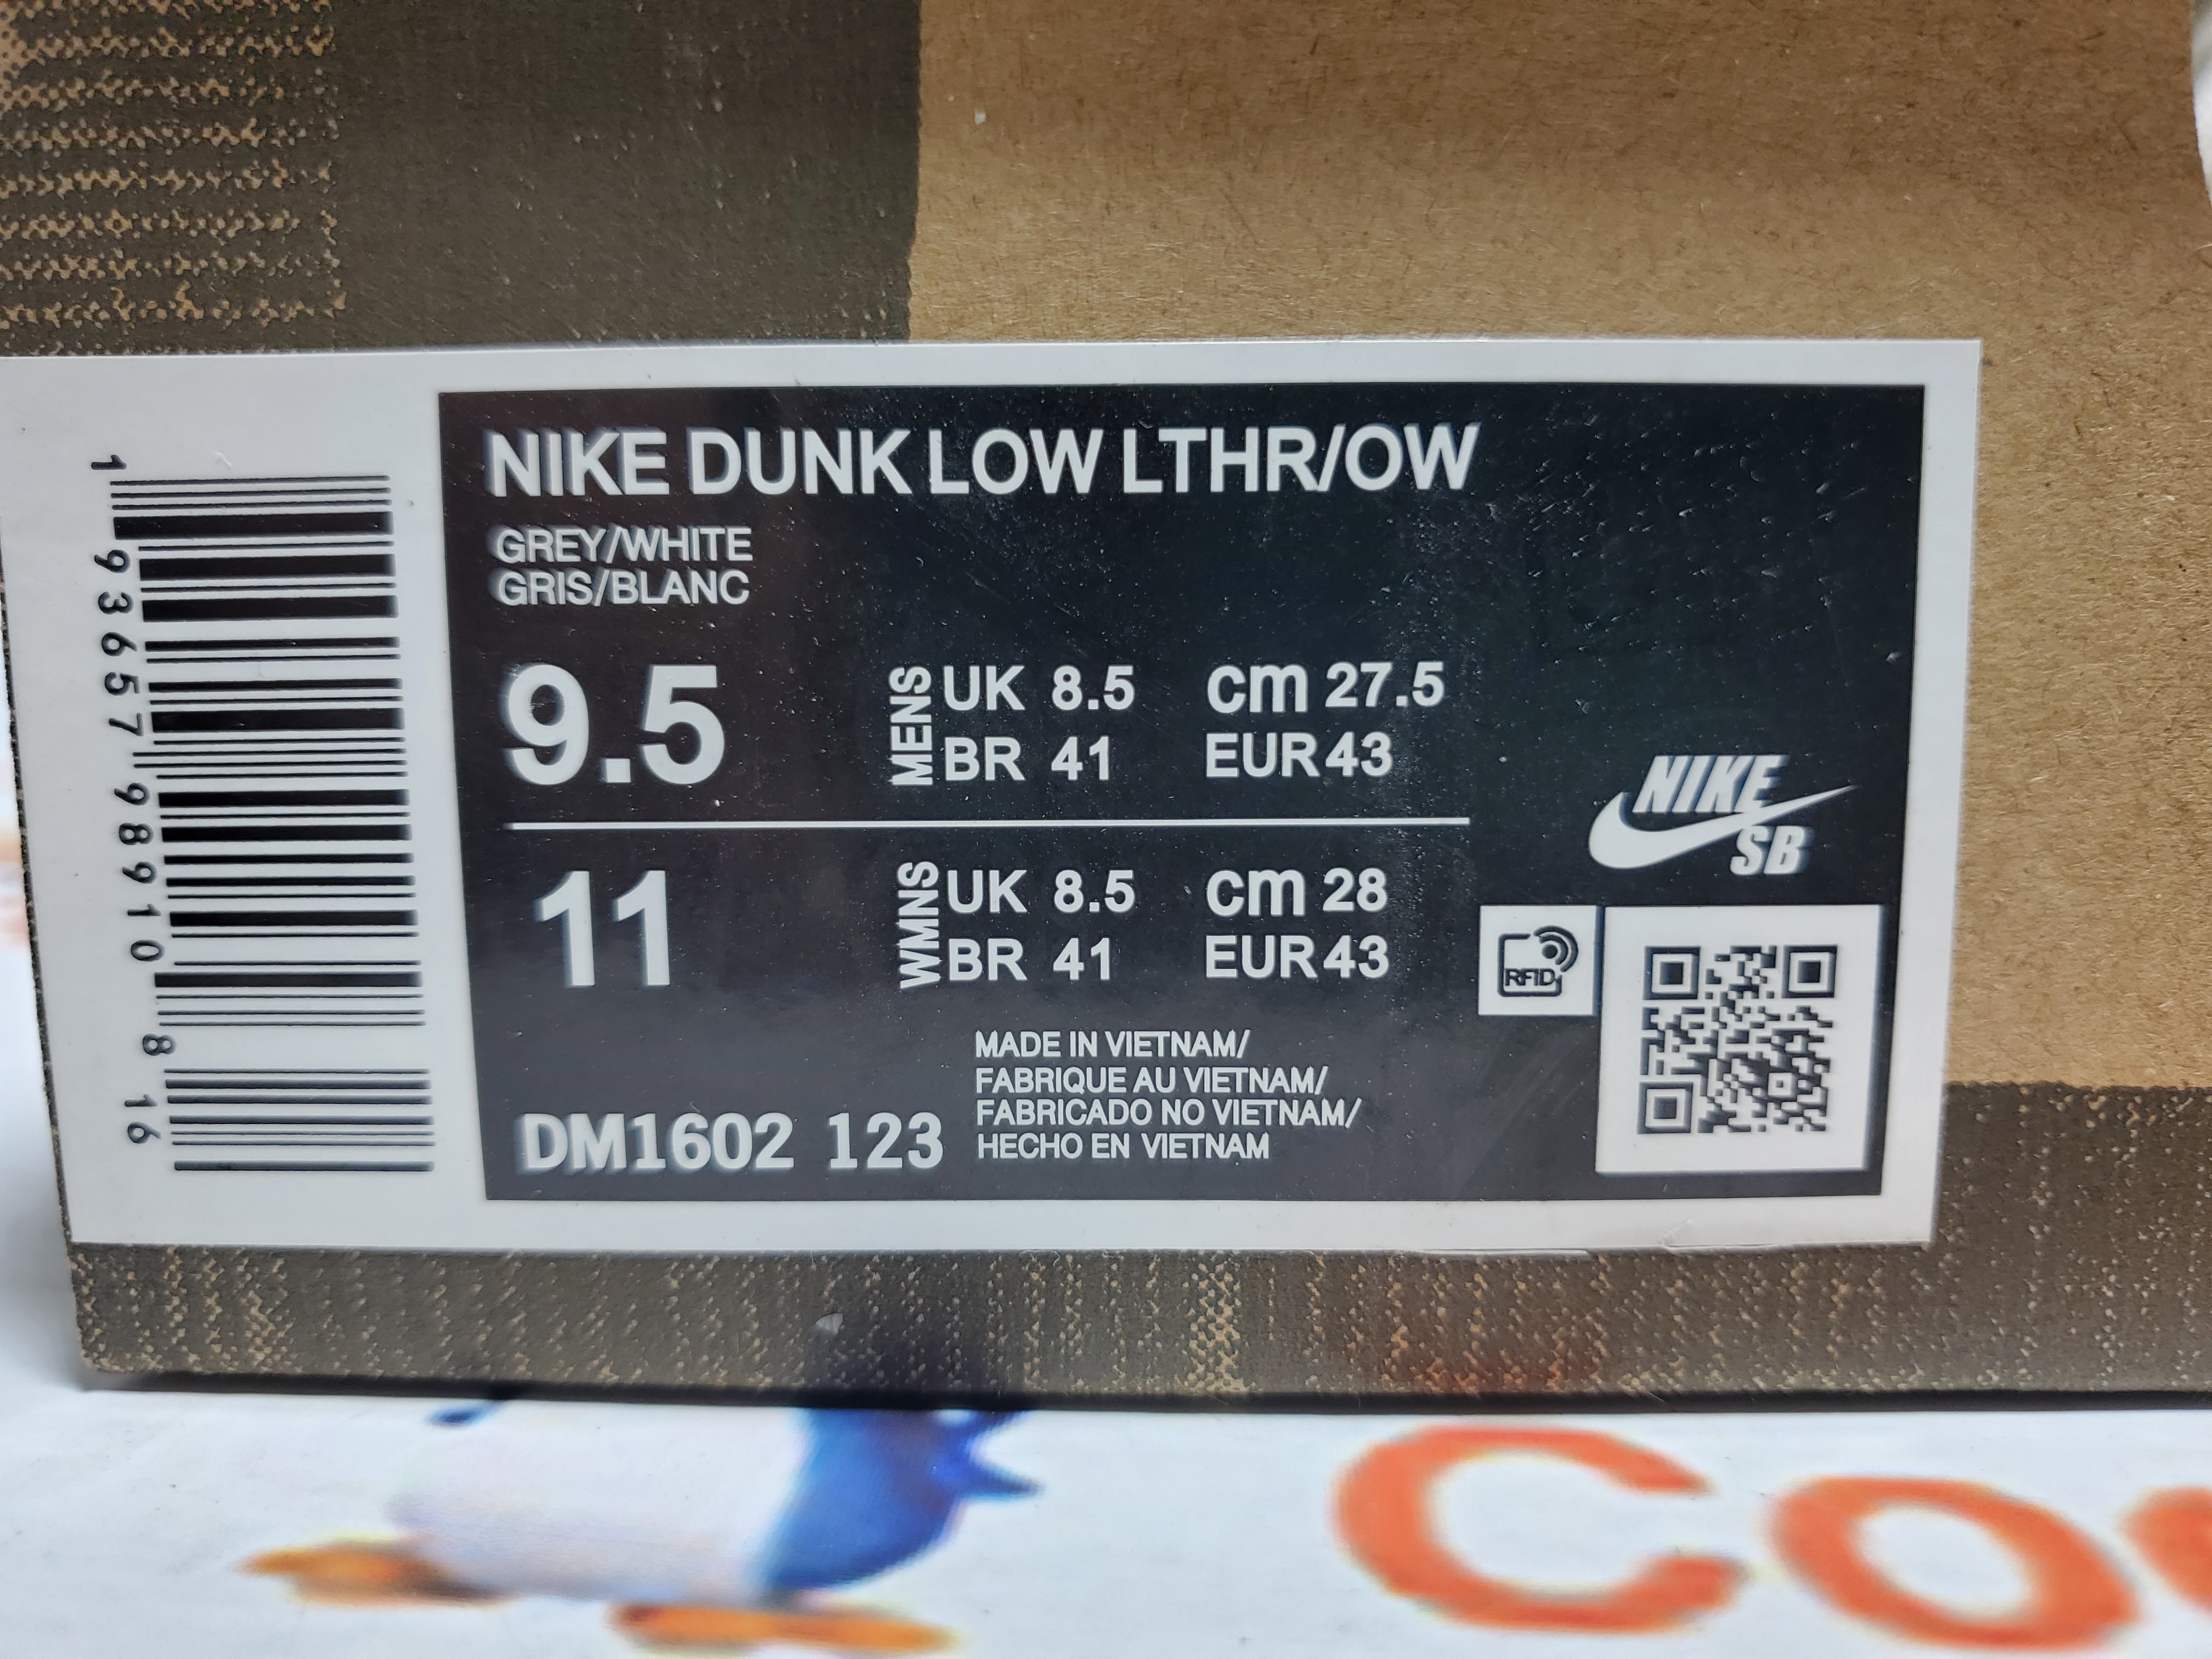 NIKE DUNK LOW LTHR/OW
GREY/WHITE
GRIS/BLANC
9.5
MENS
UK 8.5 cm 27.5
BR 41 EUR 43
11
WMNS
UK 8.5 cm 28
BR 41 EUR 43
NIKE
SB
RFID
MADE IN VIETNAM/
FABRIQUE AU VIETNAM/
FABRICADO NO VIETNAM/
HECHO EN VIETNAM
DM1602 123
1 93657 98910 8 16